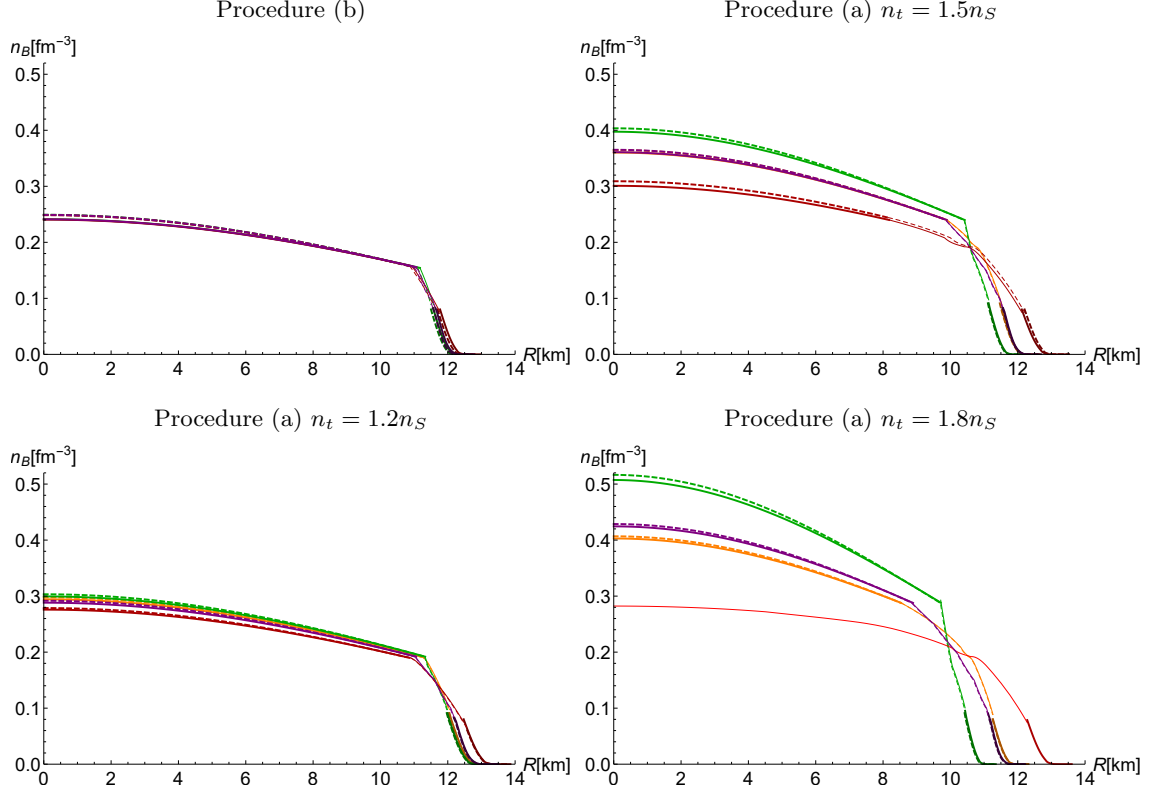 Procedure (b)
n_B[fm⁻³]
0.5
0.4
0.3
0.2
0.1
0.0
0 2 4 6 8 10 12 14
R[km]
Procedure (a) n_t = 1.5n_S
n_B[fm⁻³]
0.5
0.4
0.3
0.2
0.1
0.0
0 2 4 6 8 10 12 14
R[km]
Procedure (a) n_t = 1.2n_S
n_B[fm⁻³]
0.5
0.4
0.3
0.2
0.1
0.0
0 2 4 6 8 10 12 14
R[km]
Procedure (a) n_t = 1.8n_S
n_B[fm⁻³]
0.5
0.4
0.3
0.2
0.1
0.0
0 2 4 6 8 10 12 14
R[km]